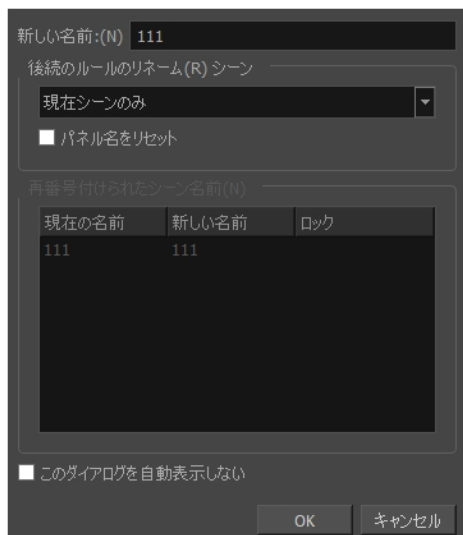 新しい名前:(N) 111
後続のルールのリネーム(R) シーン
現在シーンのみ
パネル名をリセット
再番号付けられたシーン名前(N)
現在の名前 新しい名前 ロック
111 111
このダイアログを自動表示しない
OK キャンセル